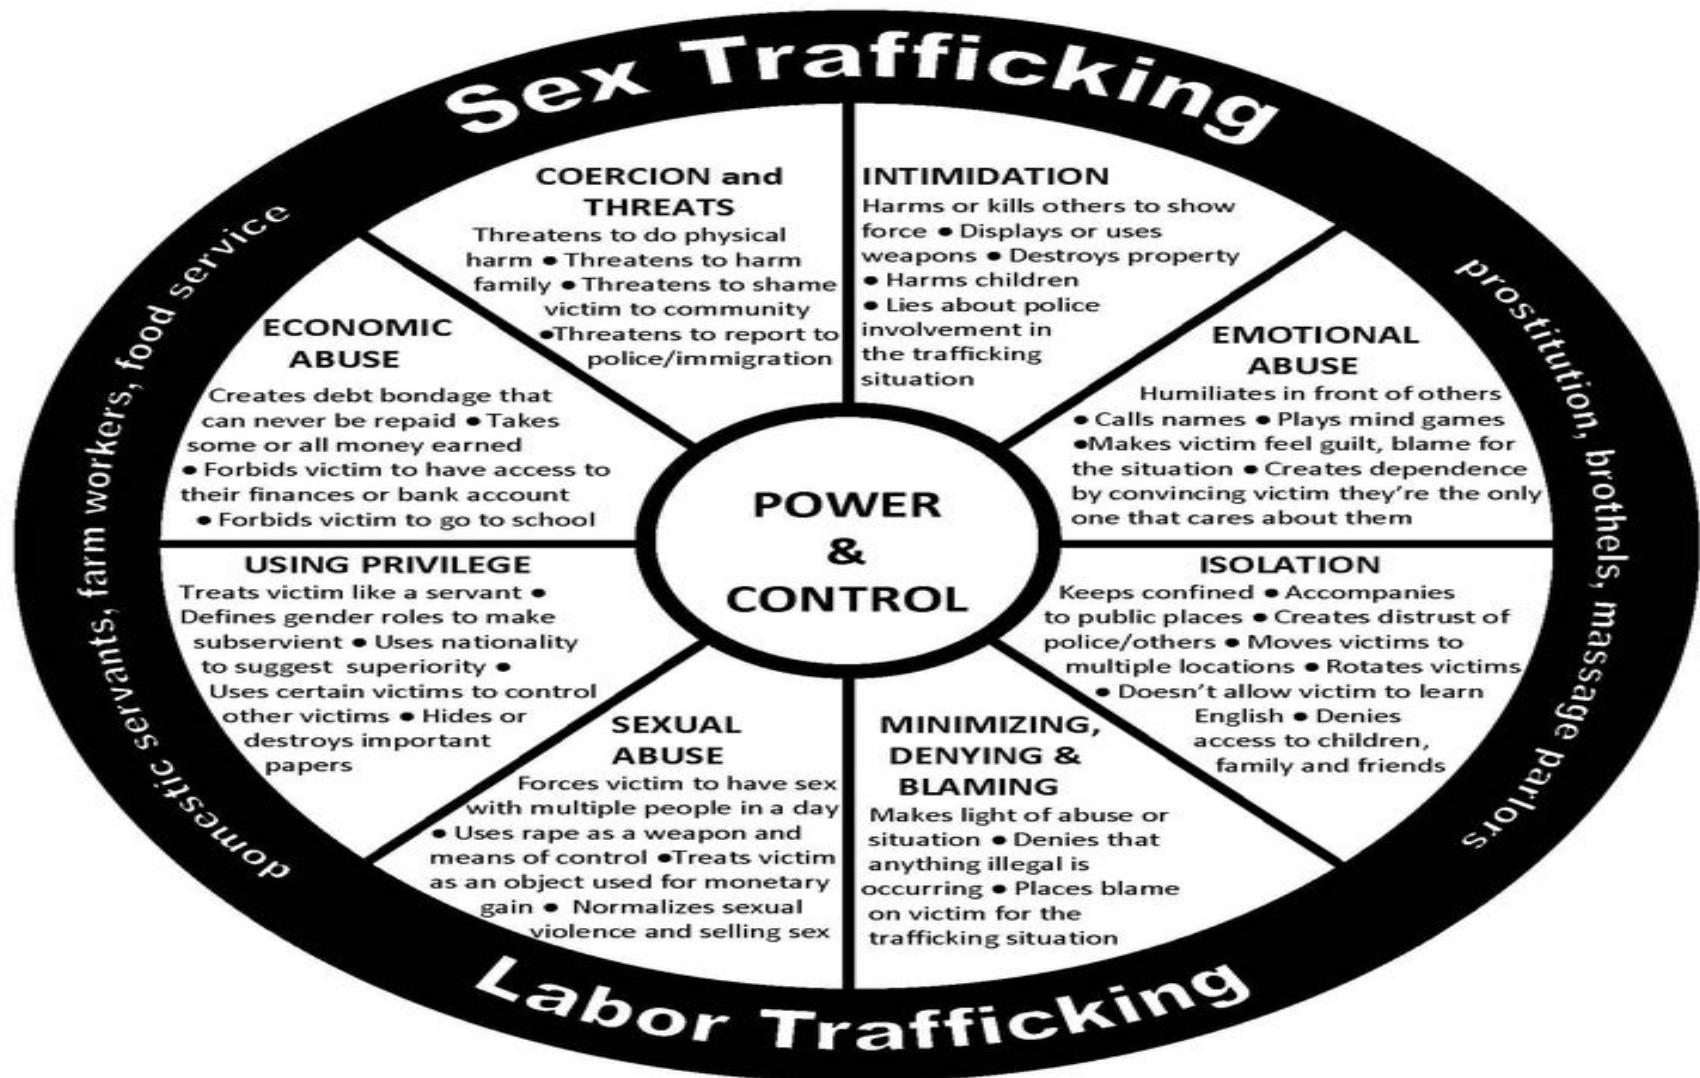 Sex Trafficking
COERCION and
THREATS
Threatens to do physical
harm ● Threatens to harm
family ● Threatens to shame
victim to community
●Threatens to report to
police/immigration
INTIMIDATION
Harms or kills others to show
force ● Displays or uses
weapons ● Destroys property
● Harms children
● Lies about police
involvement in
the trafficking
situation
EMOTIONAL
ABUSE
Humiliates in front of others
● Calls names ● Plays mind games
●Makes victim feel guilt, blame for
the situation ● Creates dependence
by convincing victim they’re the only
one that cares about them
ISOLATION
Keeps confined ● Accompanies
to public places ● Creates distrust of
police/others ● Moves victims to
multiple locations ● Rotates victims
● Doesn’t allow victim to learn
English ● Denies
access to children,
family and friends
MINIMIZING,
DENYING &
BLAMING
Makes light of abuse or
situation ● Denies that
anything illegal is
occurring ● Places blame
on victim for the
trafficking situation
SEXUAL
ABUSE
Forces victim to have sex
with multiple people in a day
● Uses rape as a weapon and
means of control ●Treats victim
as an object used for monetary
gain ● Normalizes sexual
violence and selling sex
USING PRIVILEGE
Treats victim like a servant ●
Defines gender roles to make
subservient ● Uses nationality
to suggest superiority ●
Uses certain victims to control
other victims ● Hides or
destroys important
papers
ECONOMIC
ABUSE
Creates debt bondage that
can never be repaid ● Takes
some or all money earned
● Forbids victim to have access to
their finances or bank account
● Forbids victim to go to school
POWER
&
CONTROL
prostitution, brothels, massage parlors
domestic servants, farm workers, food service
Labor Trafficking